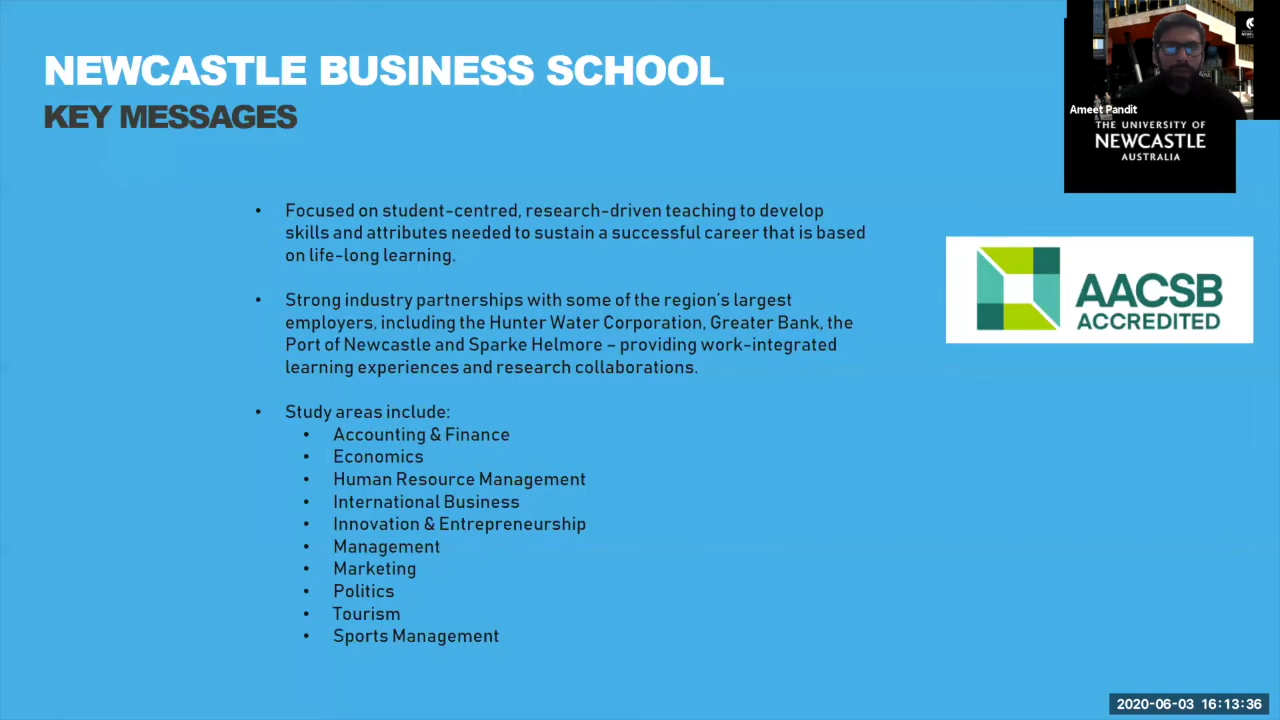 NEWCASTLE BUSINESS SCHOOL
KEY MESSAGES
Ameet Pandit
THE UNIVERSITY OF
NEWCASTLE
AUSTRALIA
• Focused on student-centred, research-driven teaching to develop
skills and attributes needed to sustain a successful career that is based
on life-long learning.
• Strong industry partnerships with some of the region's largest
employers, including the Hunter Water Corporation, Greater Bank, the
Port of Newcastle and Sparke Helmore – providing work-integrated
learning experiences and research collaborations.
• Study areas include:
• Accounting & Finance
• Economics
• Human Resource Management
• International Business
• Innovation & Entrepreneurship
• Management
• Marketing
• Politics
• Tourism
• Sports Management
AACSB
ACCREDITED
2020-06-03 16:13:36